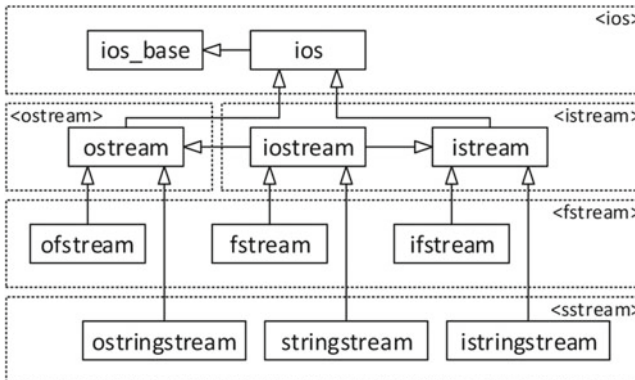 <ios>
ios_base
ios
<ostream>
<istream>
ostream
iostream
istream
<fstream>
ofstream
fstream
ifstream
<sstream>
ostringstream
stringstream
istringstream